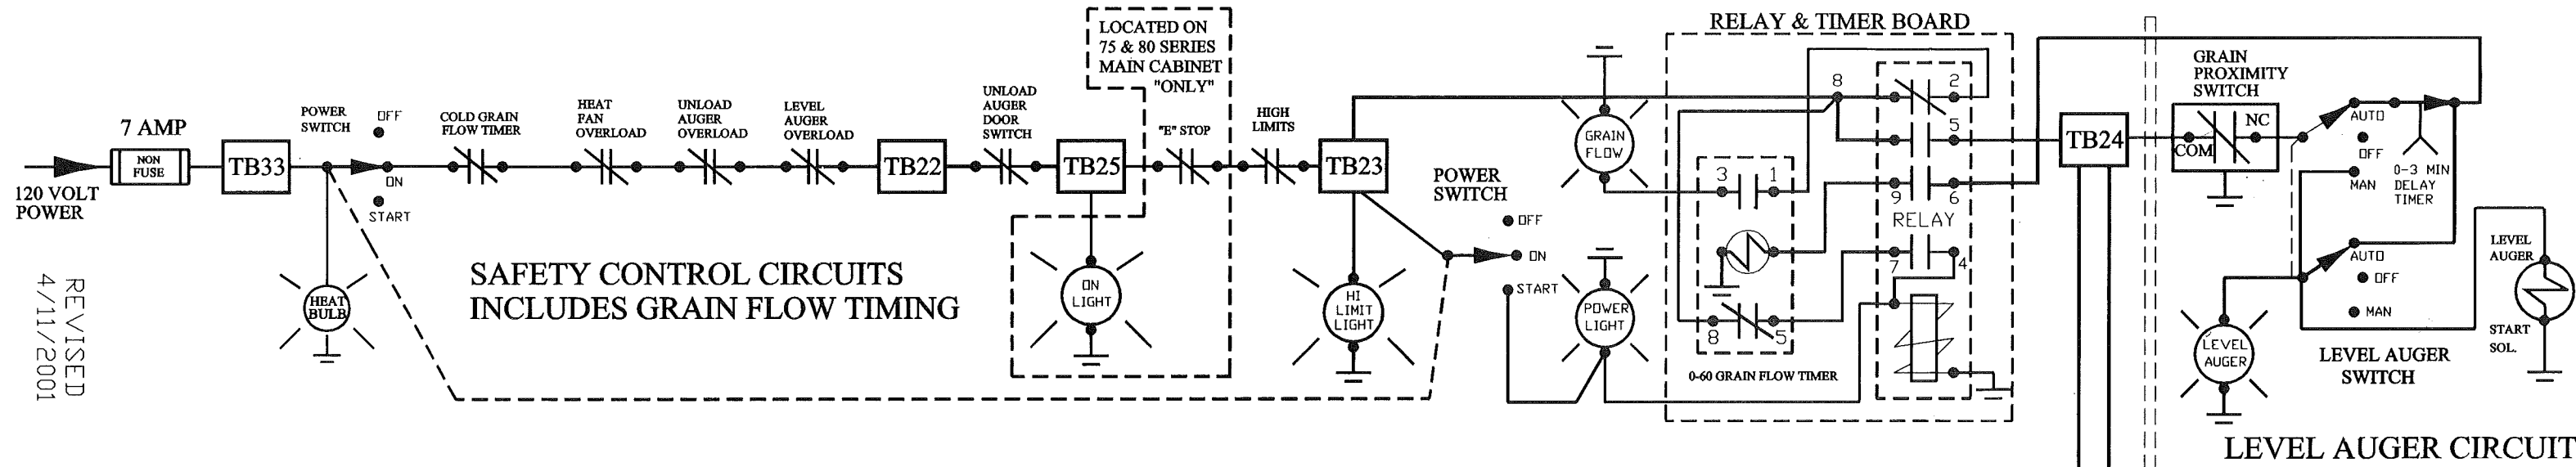 LOCATED ON
75 & 80 SERIES
MAIN CABINET
"ONLY"
RELAY & TIMER BOARD
7 AMP
NON
FUSE
120 VOLT
POWER
TB33
POWER
SWITCH
OFF
ON
START
COLD GRAIN
FLOW TIMER
HEAT
FAN
OVERLOAD
UNLOAD
AUGER
OVERLOAD
LEVEL
AUGER
OVERLOAD
TB22
UNLOAD
AUGER
DOOR
SWITCH
TB25
"E" STOP
HIGH
LIMITS
TB23
HEAT
BULB
SAFETY CONTROL CIRCUITS
INCLUDES GRAIN FLOW TIMING
ON
LIGHT
HI
LIMIT
LIGHT
REVISED
4/11/2001
POWER
SWITCH
OFF
ON
START
GRAIN
FLOW
POWER
LIGHT
8
2
5
3
1
9
6
RELAY
7
4
8
5
0-60 GRAIN FLOW TIMER
TB24
GRAIN
PROXIMITY
SWITCH
COM
NC
AUTO
OFF
MAN
0-3 MIN
DELAY
TIMER
AUTO
OFF
MAN
LEVEL
AUGER
LEVEL AUGER
SWITCH
LEVEL
AUGER
START
SOL.
LEVEL AUGER CIRCUIT